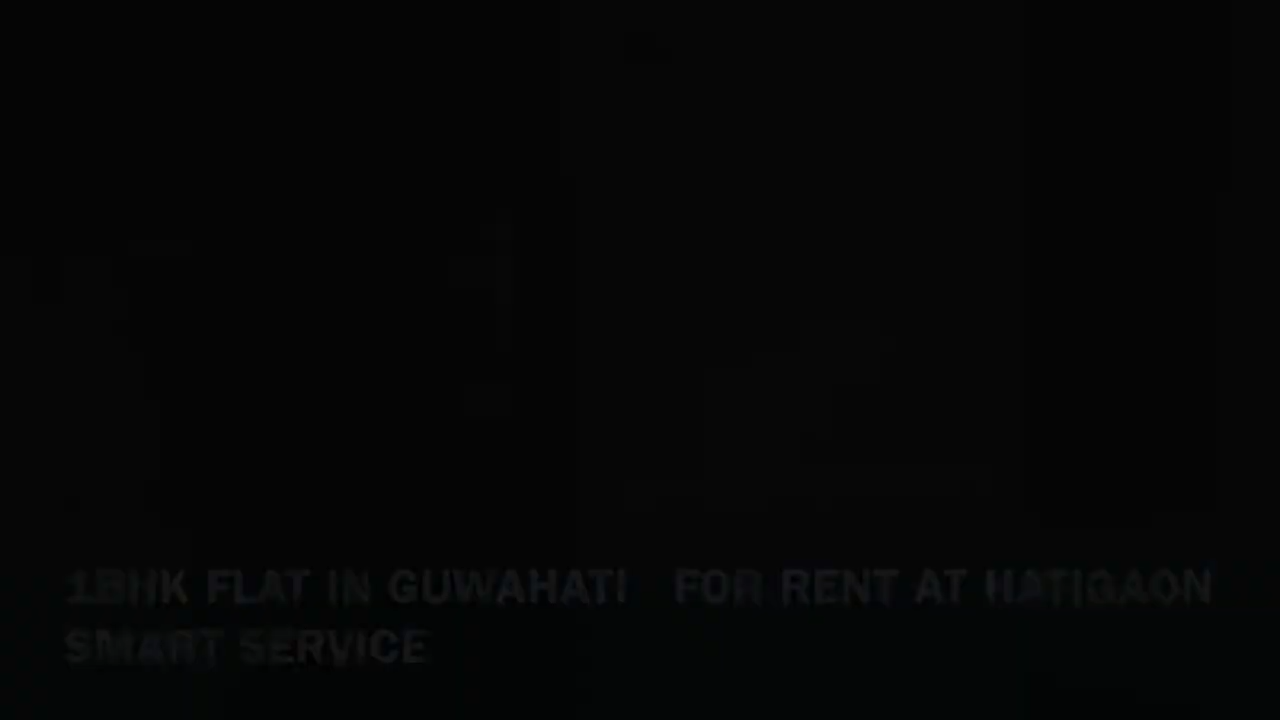 1BHK FLAT IN GUWAHATI FOR RENT AT HATIGAON
SMART SERVICE